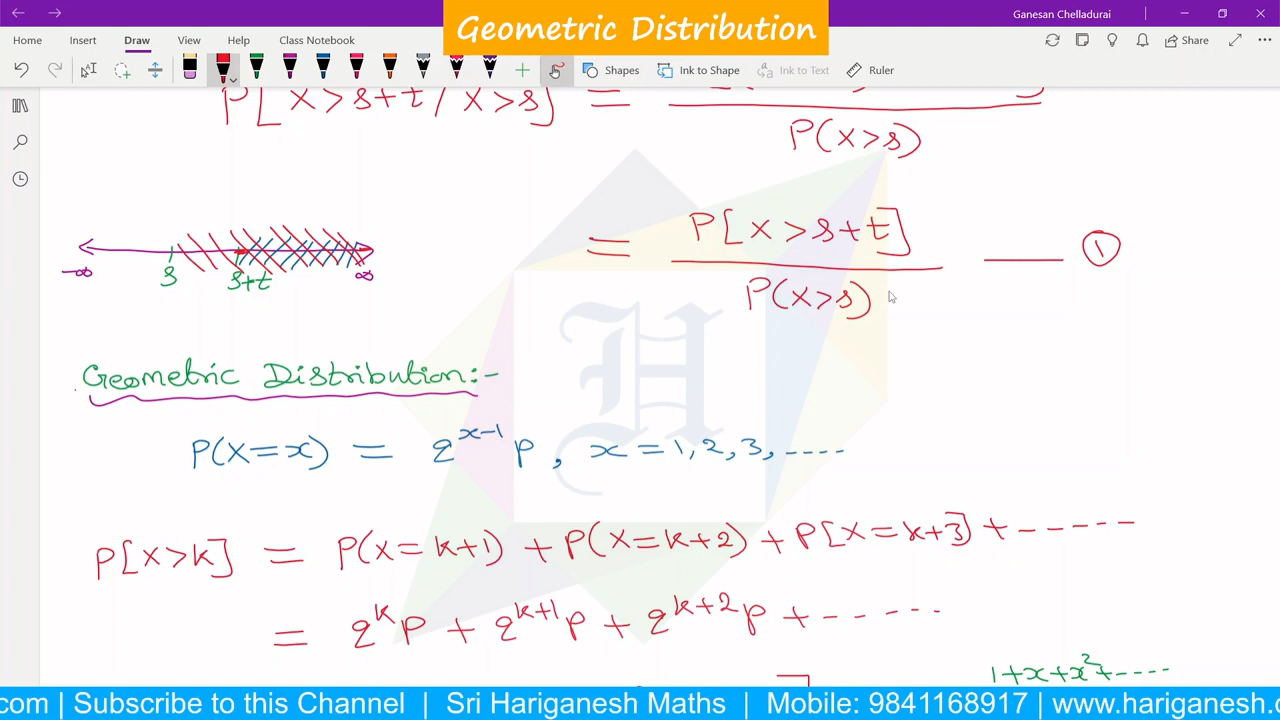 Geometric Distribution
Ganesan Chelladurai
Home Insert Draw View Help Class Notebook Share
Shapes Ink to Shape Ink to Text Ruler
P[X>s+t/X>s] =
P(X>s)
= P[X>s+t]
P(X>s)
1
-∞ s s+t ∞
Geometric Distribution:-
P(X=x) = q^{x-1} p, x=1,2,3,....
P[X>k] = P(X=k+1) + P(X=k+2) + P[X=k+3] + -----
= q^k p + q^{k+1} p + q^{k+2} p + ------
]
1+x+x²+....
H
.com | Subscribe to this Channel | Sri Hariganesh Maths | Mobile: 9841168917 | www.hariganesh.c